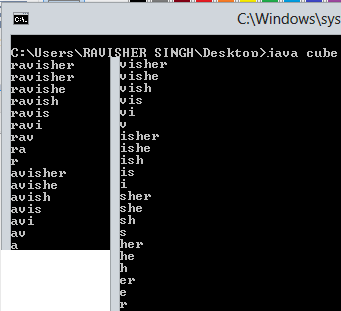 C:\Windows\sys
C:\Users\RAVISHER SINGH\Desktop>java cube
ravisher
ravisher
ravishe
ravish
ravis
ravi
rav
ra
r
avisher
avishe
avish
avis
avi
av
a
visher
vishe
vish
vis
vi
v
isher
ishe
ish
is
i
sher
she
sh
s
her
he
h
er
e
r